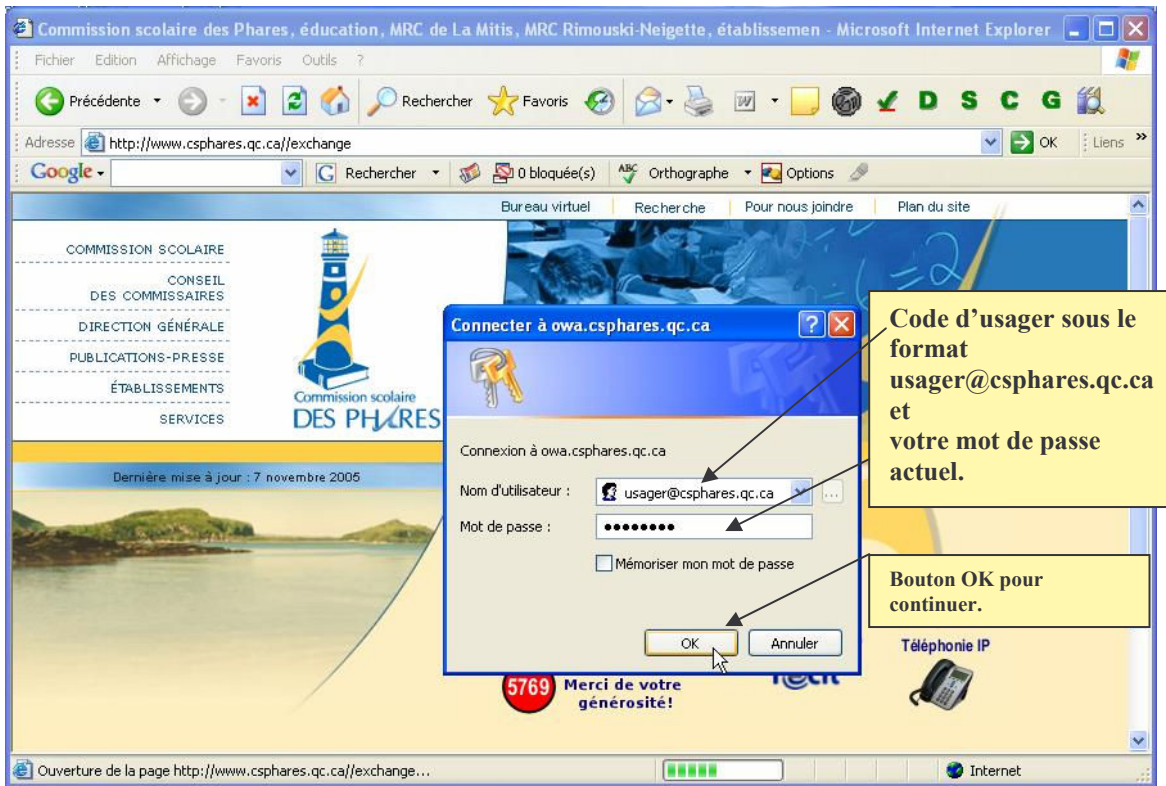 Commission scolaire des Phares, éducation, MRC de La Mitis, MRC Rimouski-Neigette, établissemen - Microsoft Internet Explorer
Fichier Edition Affichage Favoris Outils ?
Précédente Rechercher Favoris D S C G
Adresse http://www.csphares.qc.ca//exchange OK Liens »
Google G Rechercher 0 bloquée(s) ABC Orthographe Options
Bureau virtuel Recherche Pour nous joindre Plan du site
COMMISSION SCOLAIRE
CONSEIL
DES COMMISSAIRES
DIRECTION GÉNÉRALE
PUBLICATIONS-PRESSE
ÉTABLISSEMENTS
SERVICES
Commission scolaire
DES PHARES
Dernière mise à jour : 7 novembre 2005
Connecter à owa.csphares.qc.ca
Connexion à owa.csphares.qc.ca
Nom d'utilisateur : usager@csphares.qc.ca ...
Mot de passe : ••••••••
Mémoriser mon mot de passe
OK Annuler
Code d'usager sous le
format
usager@csphares.qc.ca
et
votre mot de passe
actuel.
Bouton OK pour
continuer.
Téléphonie IP
5769 Merci de votre
générosité!
Ouverture de la page http://www.csphares.qc.ca//exchange... Internet